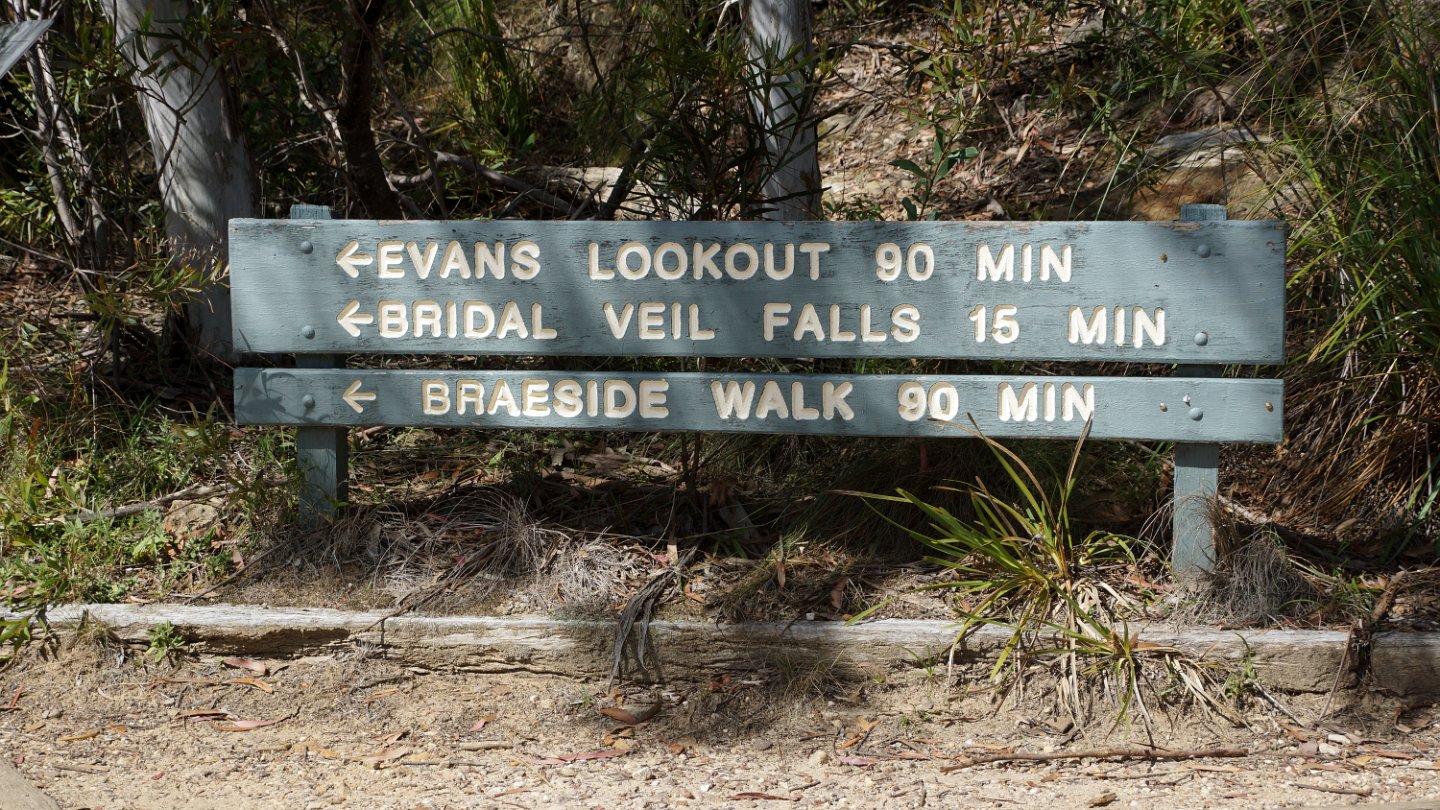 ←EVANS LOOKOUT 90 MIN
←BRIDAL VEIL FALLS 15 MIN
← BRAESIDE WALK 90 MIN